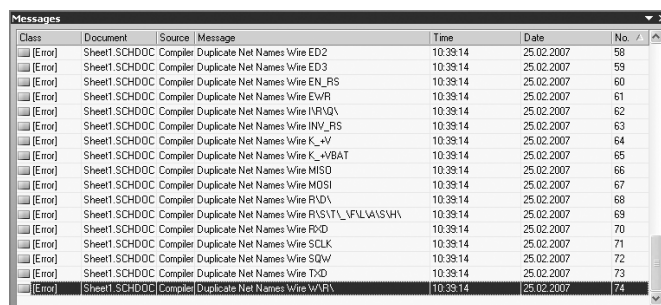 Messages
Class Document Source Message Time Date No.
[Error] Sheet1.SCHDOC Compiler Duplicate Net Names Wire ED2 10:39:14 25.02.2007 58
[Error] Sheet1.SCHDOC Compiler Duplicate Net Names Wire ED3 10:39:14 25.02.2007 59
[Error] Sheet1.SCHDOC Compiler Duplicate Net Names Wire EN_RS 10:39:14 25.02.2007 60
[Error] Sheet1.SCHDOC Compiler Duplicate Net Names Wire EWR 10:39:14 25.02.2007 61
[Error] Sheet1.SCHDOC Compiler Duplicate Net Names Wire I\R\Q\ 10:39:14 25.02.2007 62
[Error] Sheet1.SCHDOC Compiler Duplicate Net Names Wire INV_RS 10:39:14 25.02.2007 63
[Error] Sheet1.SCHDOC Compiler Duplicate Net Names Wire K_+V 10:39:14 25.02.2007 64
[Error] Sheet1.SCHDOC Compiler Duplicate Net Names Wire K_+VBAT 10:39:14 25.02.2007 65
[Error] Sheet1.SCHDOC Compiler Duplicate Net Names Wire MISO 10:39:14 25.02.2007 66
[Error] Sheet1.SCHDOC Compiler Duplicate Net Names Wire MOSI 10:39:14 25.02.2007 67
[Error] Sheet1.SCHDOC Compiler Duplicate Net Names Wire R\D\ 10:39:14 25.02.2007 68
[Error] Sheet1.SCHDOC Compiler Duplicate Net Names Wire R\S\T\_\F\L\A\S\H\ 10:39:14 25.02.2007 69
[Error] Sheet1.SCHDOC Compiler Duplicate Net Names Wire RXD 10:39:14 25.02.2007 70
[Error] Sheet1.SCHDOC Compiler Duplicate Net Names Wire SCLK 10:39:14 25.02.2007 71
[Error] Sheet1.SCHDOC Compiler Duplicate Net Names Wire SQW 10:39:14 25.02.2007 72
[Error] Sheet1.SCHDOC Compiler Duplicate Net Names Wire TXD 10:39:14 25.02.2007 73
[Error] Sheet1.SCHDOC Compiler Duplicate Net Names Wire W\R\ 10:39:14 25.02.2007 74